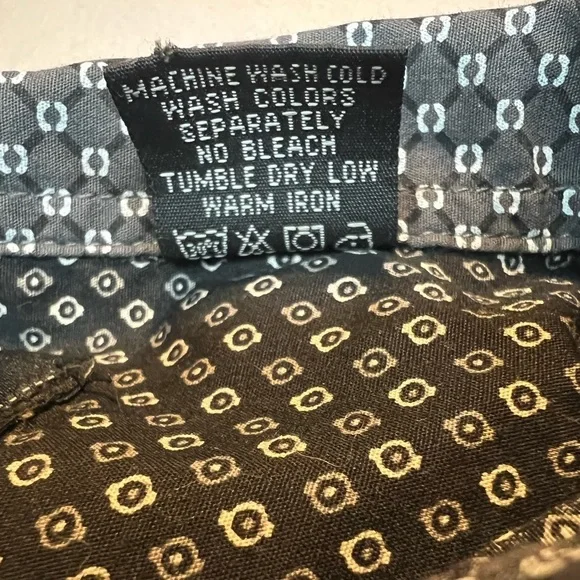 MACHINE WASH COLD
WASH COLORS
SEPARATELY
NO BLEACH
TUMBLE DRY LOW
WARM IRON